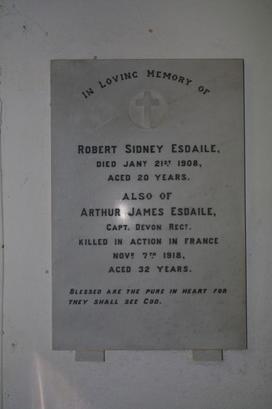 IN LOVING MEMORY OF
ROBERT SIDNEY ESDAILE,
DIED JANY 21ST 1908,
AGED 20 YEARS.
ALSO OF
ARTHUR JAMES ESDAILE,
CAPT. DEVON REGT.
KILLED IN ACTION IN FRANCE
NOVR 7TH 1918,
AGED 32 YEARS.
BLESSED ARE THE PURE IN HEART FOR
THEY SHALL SEE GOD.